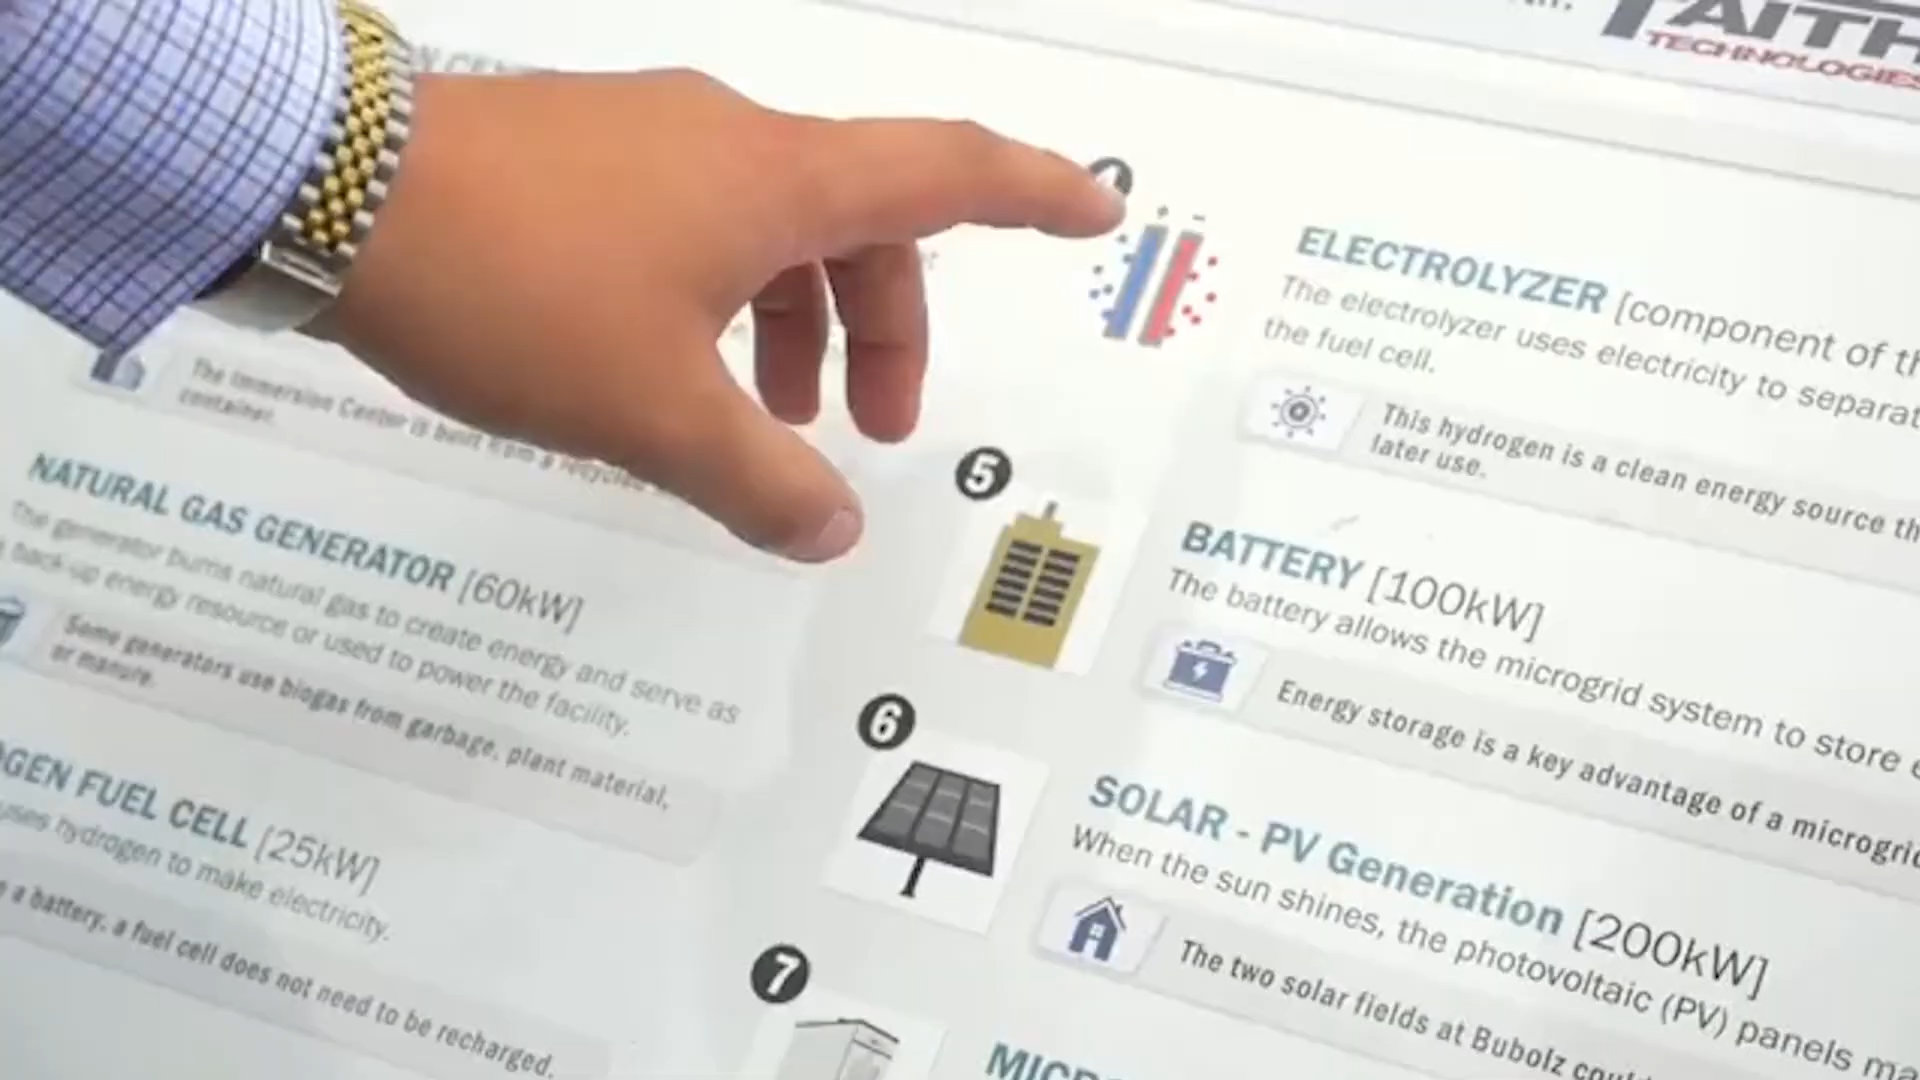 FAITH
TECHNOLOGIES
The Immersion Center is built from a recycled
container.
NATURAL GAS GENERATOR [60kW]
The generator burns natural gas to create energy and serve as
back-up energy resource or used to power the facility.
Some generators use biogas from garbage, plant material,
or manure.
GEN FUEL CELL [25kW]
uses hydrogen to make electricity.
a battery, a fuel cell does not need to be recharged.
4
ELECTROLYZER [component of th
The electrolyzer uses electricity to separat
the fuel cell.
This hydrogen is a clean energy source th
later use.
5
BATTERY [100kW]
The battery allows the microgrid system to store e
Energy storage is a key advantage of a microgri
6
SOLAR - PV Generation [200kW]
When the sun shines, the photovoltaic (PV) panels ma
The two solar fields at Bubolz coul
7
MICR